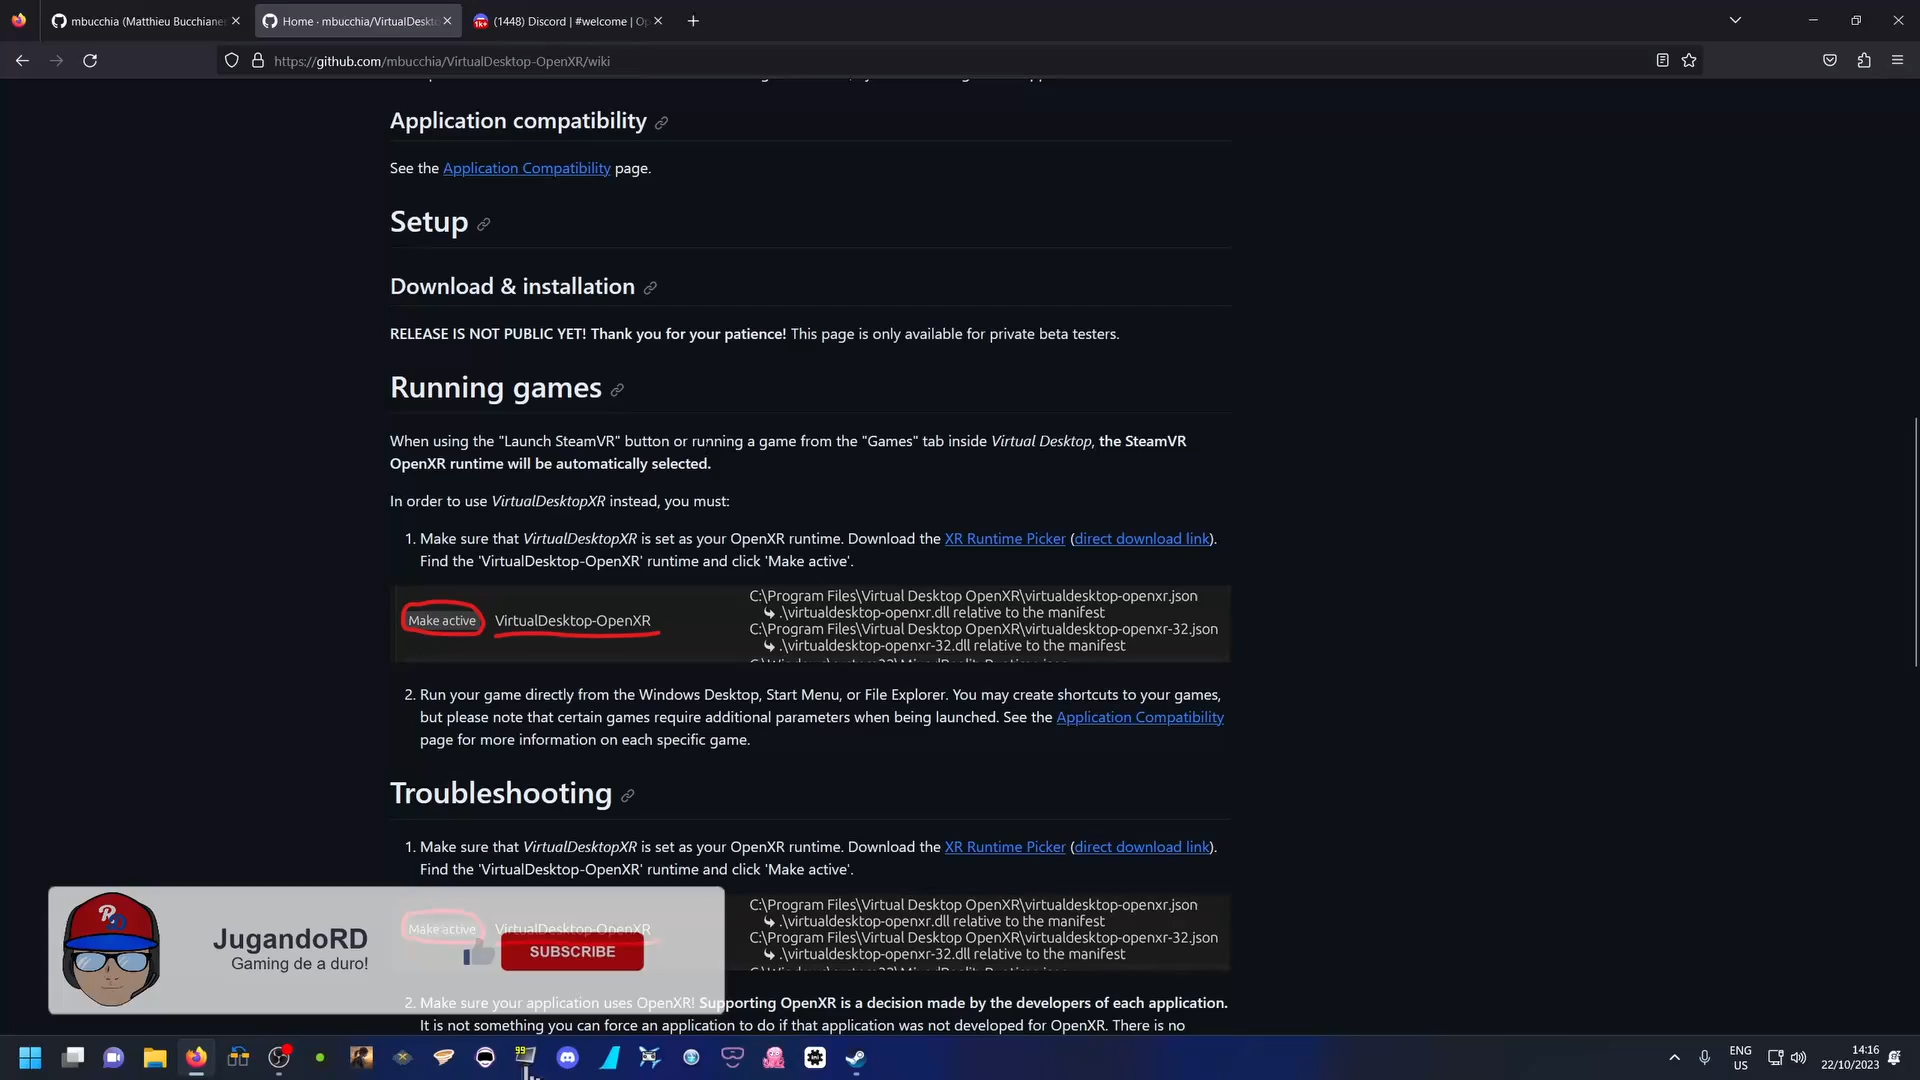 mbucchia (Matthieu Bucchiane
Home · mbucchia/VirtualDeskto
1k+ (1448) Discord | #welcome | Op
https://github.com/mbucchia/VirtualDesktop-OpenXR/wiki
Application compatibility
See the Application Compatibility page.
Setup
Download & installation
RELEASE IS NOT PUBLIC YET! Thank you for your patience! This page is only available for private beta testers.
Running games
When using the "Launch SteamVR" button or running a game from the "Games" tab inside Virtual Desktop, the SteamVR
OpenXR runtime will be automatically selected.
In order to use VirtualDesktopXR instead, you must:
1. Make sure that VirtualDesktopXR is set as your OpenXR runtime. Download the XR Runtime Picker (direct download link).
Find the 'VirtualDesktop-OpenXR' runtime and click 'Make active'.
Make active VirtualDesktop-OpenXR
C:\Program Files\Virtual Desktop OpenXR\virtualdesktop-openxr.json
↳ .\virtualdesktop-openxr.dll relative to the manifest
C:\Program Files\Virtual Desktop OpenXR\virtualdesktop-openxr-32.json
↳ .\virtualdesktop-openxr-32.dll relative to the manifest
2. Run your game directly from the Windows Desktop, Start Menu, or File Explorer. You may create shortcuts to your games,
but please note that certain games require additional parameters when being launched. See the Application Compatibility
page for more information on each specific game.
Troubleshooting
1. Make sure that VirtualDesktopXR is set as your OpenXR runtime. Download the XR Runtime Picker (direct download link).
Find the 'VirtualDesktop-OpenXR' runtime and click 'Make active'.
Make active VirtualDesktop-OpenXR
C:\Program Files\Virtual Desktop OpenXR\virtualdesktop-openxr.json
↳ .\virtualdesktop-openxr.dll relative to the manifest
C:\Program Files\Virtual Desktop OpenXR\virtualdesktop-openxr-32.json
↳ .\virtualdesktop-openxr-32.dll relative to the manifest
RD
JugandoRD
Gaming de a duro!
SUBSCRIBE
2. Make sure your application uses OpenXR! Supporting OpenXR is a decision made by the developers of each application.
It is not something you can force an application to do if that application was not developed for OpenXR. There is no
99
ENG
US
14:16
22/10/2023